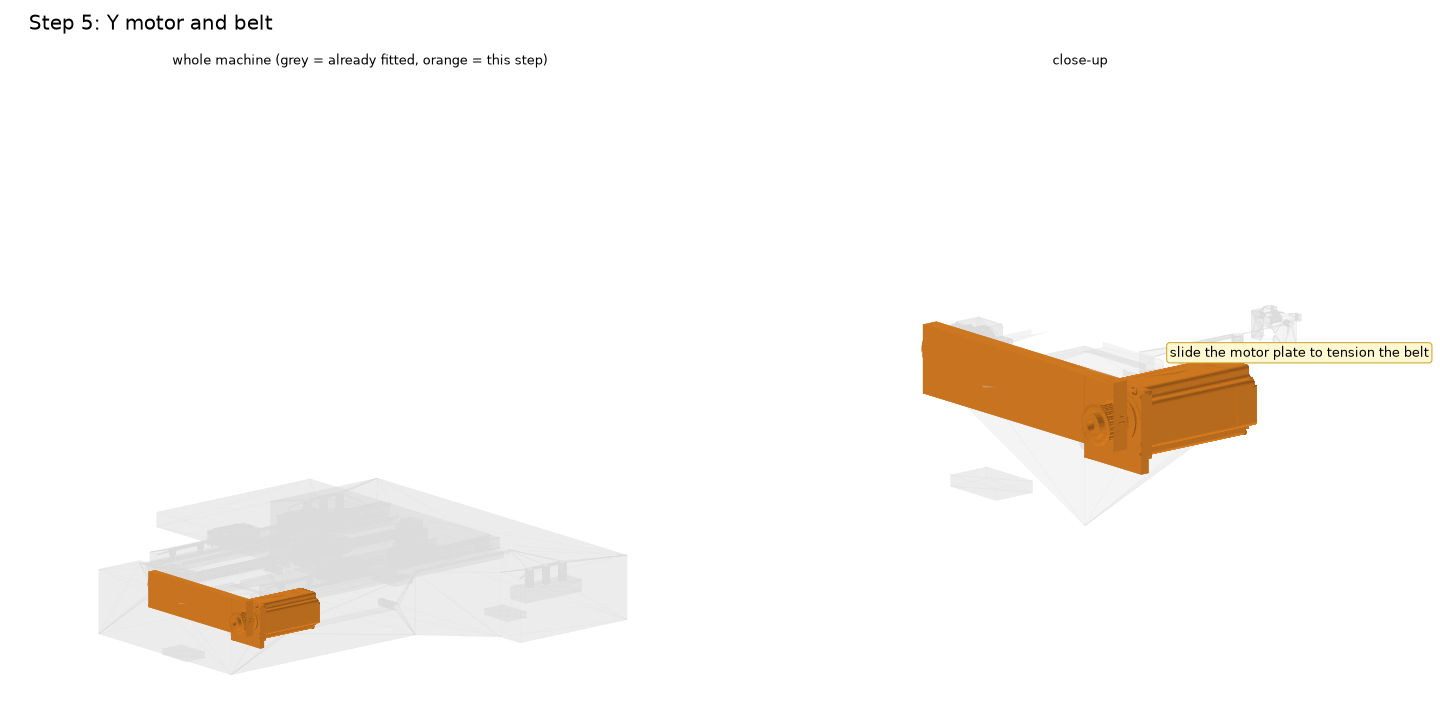 Step 5: Y motor and belt
whole machine (grey = already fitted, orange = this step)
close-up
slide the motor plate to tension the belt